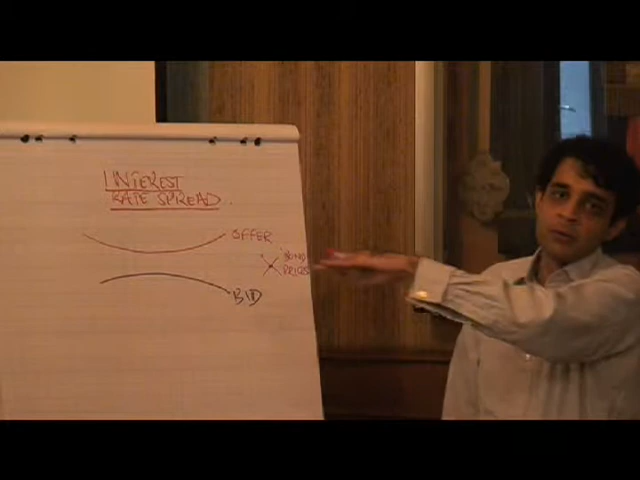 INTEREST
RATE SPREAD
OFFER
BOND
PRICES
BID